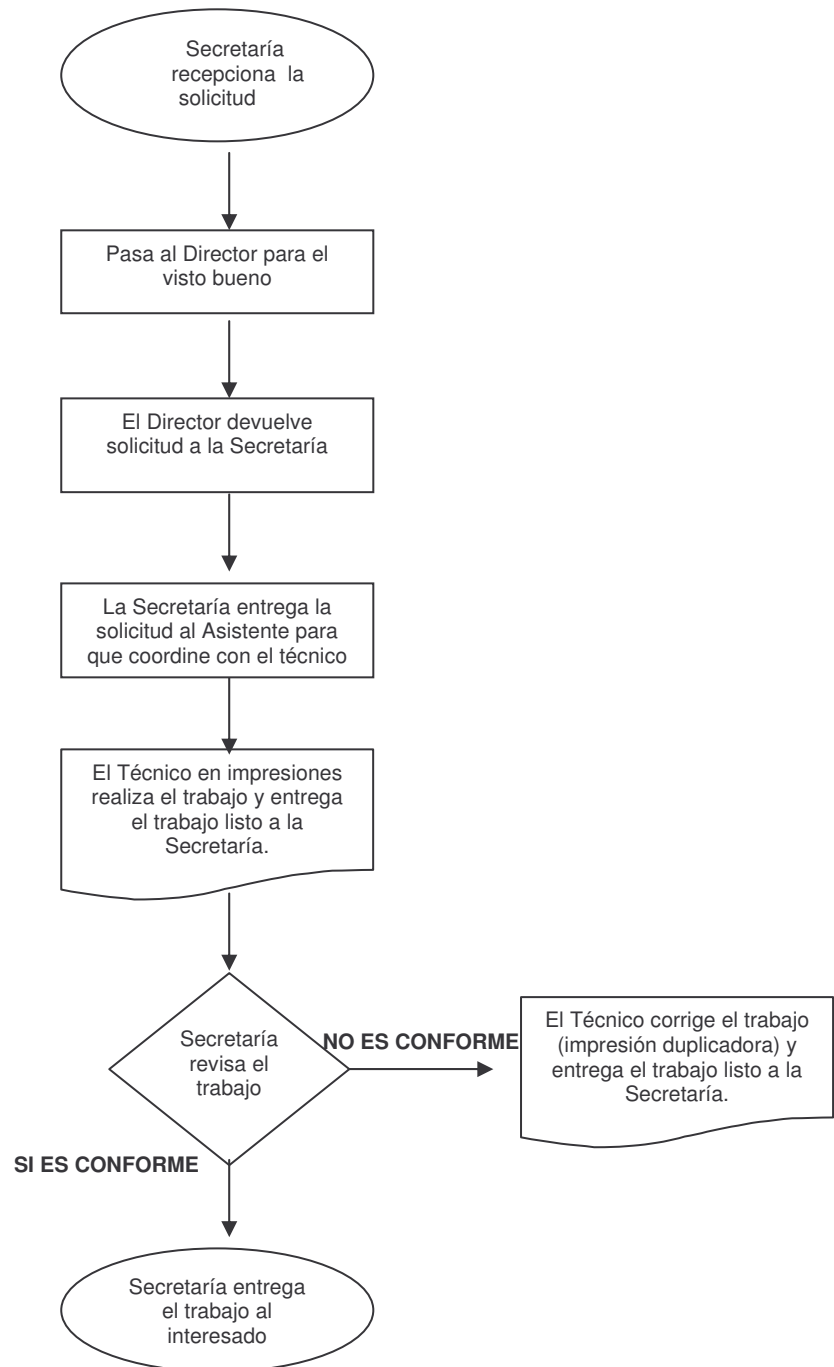 Secretaría
recepciona la
solicitud
Pasa al Director para el
visto bueno
El Director devuelve
solicitud a la Secretaría
La Secretaría entrega la
solicitud al Asistente para
que coordine con el técnico
El Técnico en impresiones
realiza el trabajo y entrega
el trabajo listo a la
Secretaría.
Secretaría
revisa el
trabajo
NO ES CONFORME
El Técnico corrige el trabajo
(impresión duplicadora) y
entrega el trabajo listo a la
Secretaría.
SI ES CONFORME
Secretaría entrega
el trabajo al
interesado